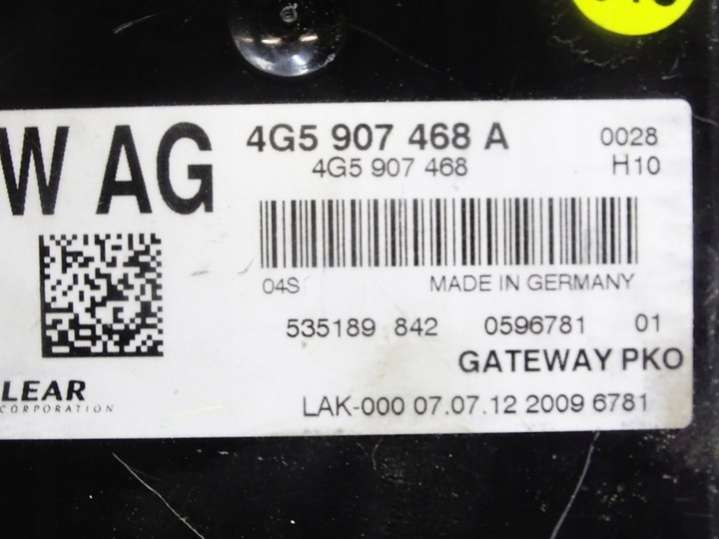 W AG
4G5 907 468 A 0028
4G5 907 468 H10
04S MADE IN GERMANY
535189 842 0596781 01
GATEWAY PKO
LEAR
CORPORATION
LAK-000 07.07.12 2009 6781